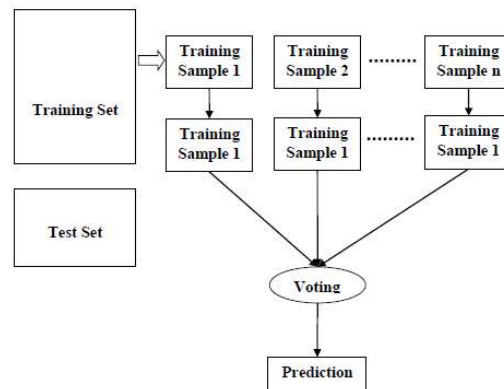 Training
Sample 1
Training
Sample 2
Training
Sample n
Training Set
Training
Sample 1
Training
Sample 1
Training
Sample 1
Test Set
Voting
Prediction